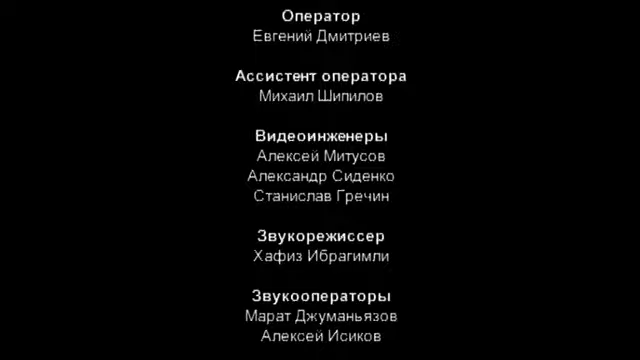 Оператор
Евгений Дмитриев
Ассистент оператора
Михаил Шипилов
Видеоинженеры
Алексей Митусов
Александр Сиденко
Станислав Гречин
Звукорежиссер
Хафиз Ибрагимли
Звукооператоры
Марат Джуманьязов
Алексей Исиков